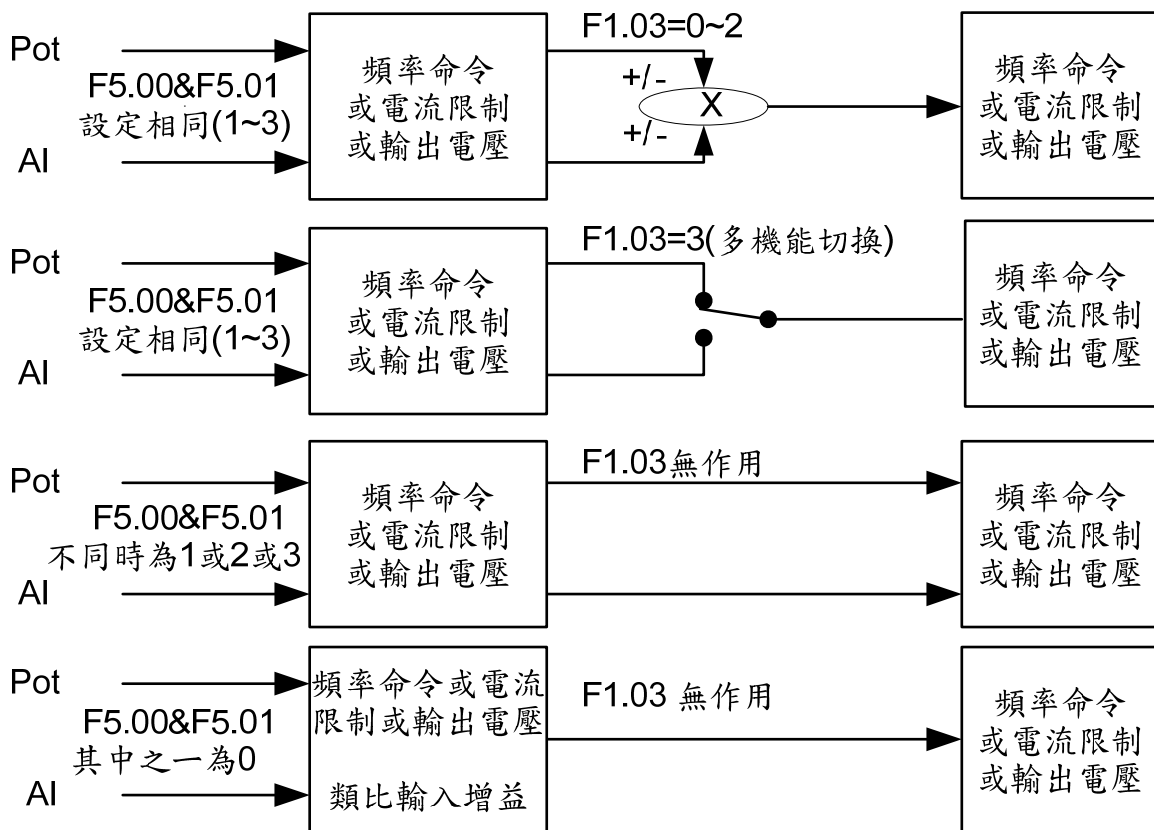 Pot
F5.00&F5.01
設定相同(1~3)
AI
頻率命令
或電流限制
或輸出電壓
F1.03=0~2
+/-
X
+/-
頻率命令
或電流限制
或輸出電壓
Pot
F5.00&F5.01
設定相同(1~3)
AI
頻率命令
或電流限制
或輸出電壓
F1.03=3(多機能切換)
頻率命令
或電流限制
或輸出電壓
Pot
F5.00&F5.01
不同時為1或2或3
AI
頻率命令
或電流限制
或輸出電壓
F1.03無作用
頻率命令
或電流限制
或輸出電壓
Pot
F5.00&F5.01
其中之一為0
AI
頻率命令或電流
限制或輸出電壓
類比輸入增益
F1.03 無作用
頻率命令
或電流限制
或輸出電壓